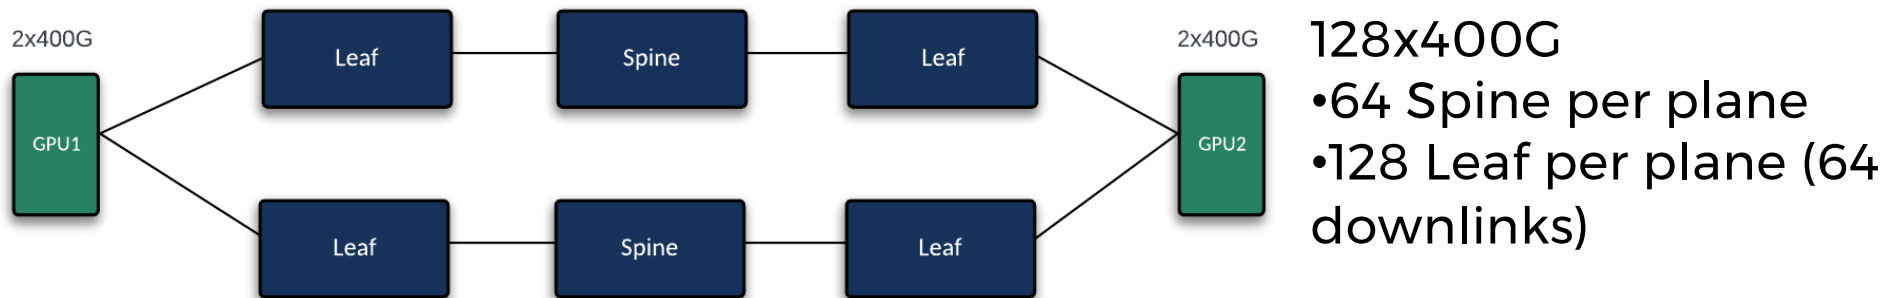 2x400G
Leaf
Spine
Leaf
2x400G
GPU1
GPU2
Leaf
Spine
Leaf
128x400G
•64 Spine per plane
•128 Leaf per plane (64
downlinks)